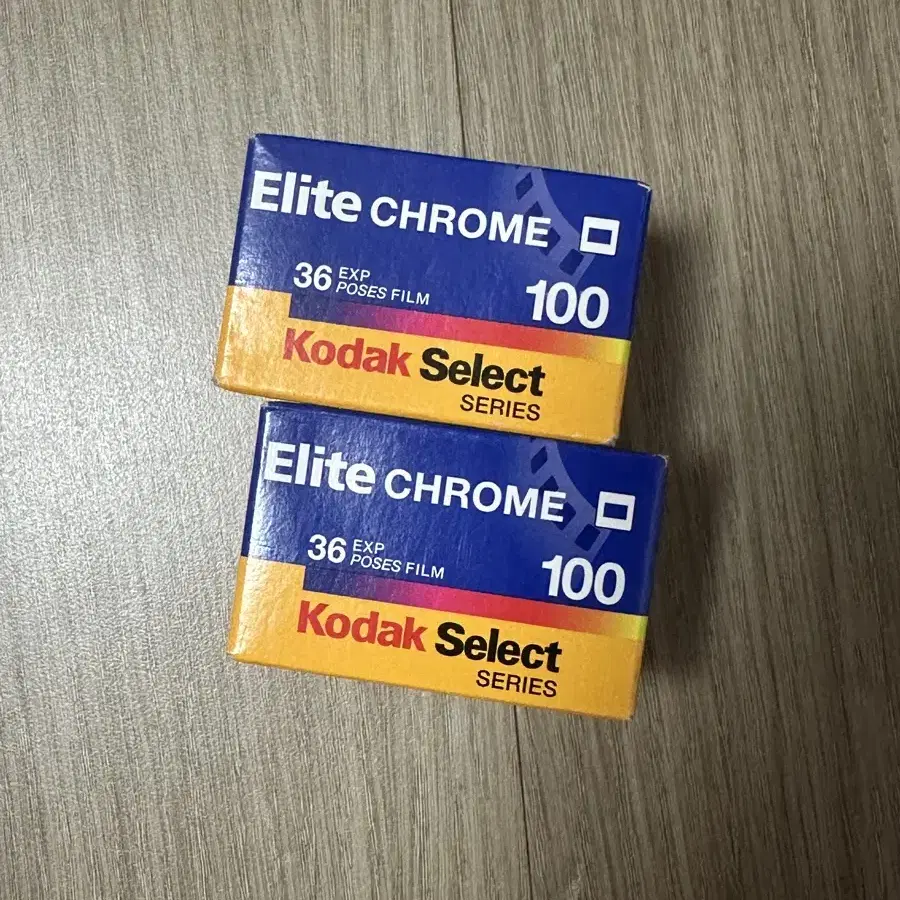 Elite CHROME
36 EXP
POSES FILM
100
Kodak Select
SERIES
Elite CHROME
36 EXP
POSES FILM
100
Kodak Select
SERIES